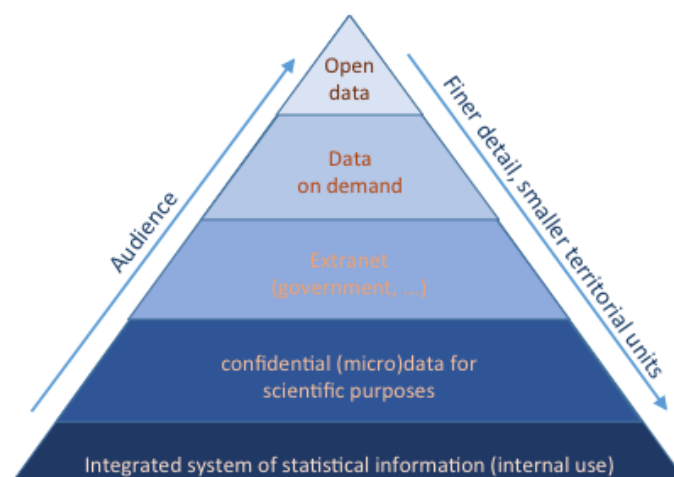 Open
data
Data
on demand
Extranet
(government, ...)
confidential (micro)data for
scientific purposes
Integrated system of statistical information (internal use)
Audience
Finer detail, smaller territorial units